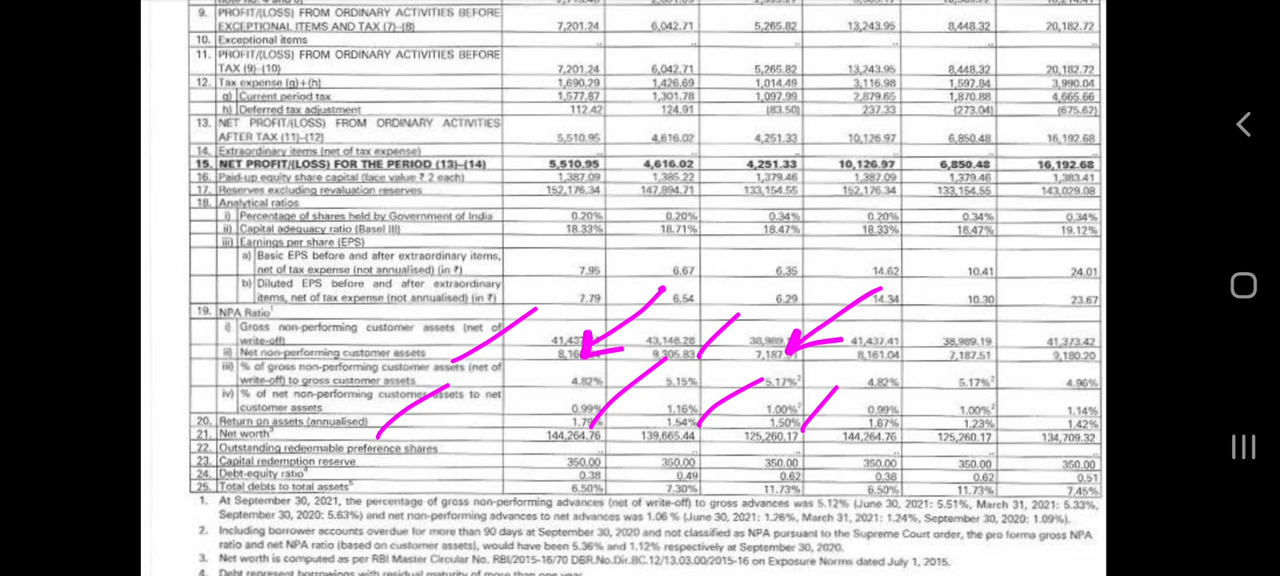 9. PROFIT/(LOSS) FROM ORDINARY ACTIVITIES BEFORE
EXCEPTIONAL ITEMS AND TAX (7)–(8) 7,201.24 6,042.71 5,265.82 13,243.95 8,448.32 20,182.72
10. Exceptional items .. .. .. .. .. ..
11. PROFIT/(LOSS) FROM ORDINARY ACTIVITIES BEFORE
TAX (9)–(10) 7,201.24 6,042.71 5,265.82 13,243.95 8,448.32 20,182.72
12. Tax expense (g)+(h) 1,690.29 1,426.69 1,014.49 3,116.98 1,597.84 3,990.04
g) Current period tax 1,577.87 1,301.78 1,097.99 2,879.65 1,870.88 4,665.66
h) Deferred tax adjustment 112.42 124.91 (83.50) 237.33 (273.04) (675.62)
13. NET PROFIT/(LOSS) FROM ORDINARY ACTIVITIES
AFTER TAX (11)–(12) 5,510.95 4,616.02 4,251.33 10,126.97 6,850.48 16,192.68
14. Extraordinary items (net of tax expense) .. .. .. .. .. ..
15. NET PROFIT/(LOSS) FOR THE PERIOD (13)–(14) 5,510.95 4,616.02 4,251.33 10,126.97 6,850.48 16,192.68
16. Paid-up equity share capital (face value ₹ 2 each) 1,387.09 1,385.22 1,379.46 1,387.09 1,379.46 1,383.41
17. Reserves excluding revaluation reserves 152,176.34 147,894.71 133,154.55 152,176.34 133,154.55 143,029.08
18. Analytical ratios
i) Percentage of shares held by Government of India 0.20% 0.20% 0.34% 0.20% 0.34% 0.34%
ii) Capital adequacy ratio (Basel III) 18.33% 18.71% 18.47% 18.33% 18.47% 19.12%
iii) Earnings per share (EPS)
a) Basic EPS before and after extraordinary items,
net of tax expense (not annualised) (in ₹) 7.95 6.67 6.35 14.62 10.41 24.01
b) Diluted EPS before and after extraordinary
items, net of tax expense (not annualised) (in ₹) 7.79 6.54 6.29 14.34 10.30 23.67
19. NPA Ratio¹
i) Gross non-performing customer assets (net of
write-off) 43,148.28 41,437.41 38,989.19 41,373.42
ii) Net non-performing customer assets 9,305.83 8,161.04 7,187.51 9,180.20
iii) % of gross non-performing customer assets (net of
write-off) to gross customer assets 4.82% 5.15% 5.17%² 4.82% 5.17%² 4.96%
iv) % of net non-performing customer assets to net
customer assets 0.99% 1.16% 1.00%² 0.99% 1.00%² 1.14%
20. Return on assets (annualised) 1.79% 1.54% 1.50% 1.67% 1.23% 1.42%
21. Net worth³ 144,264.76 139,665.44 125,260.17 144,264.76 125,260.17 134,709.32
22. Outstanding redeemable preference shares .. .. .. .. .. ..
23. Capital redemption reserve 350.00 350.00 350.00 350.00 350.00 350.00
24. Debt-equity ratio⁴ 0.38 0.49 0.62 0.38 0.62 0.51
25. Total debts to total assets⁵ 6.50% 7.30% 11.73% 6.50% 11.73% 7.45%
1. At September 30, 2021, the percentage of gross non-performing advances (net of write-off) to gross advances was 5.12% (June 30, 2021: 5.51%, March 31, 2021: 5.33%,
September 30, 2020: 5.63%) and net non-performing advances to net advances was 1.06 % (June 30, 2021: 1.26%, March 31, 2021: 1.24%, September 30, 2020: 1.09%).
2. Including borrower accounts overdue for more than 90 days at September 30, 2020 and not classified as NPA pursuant to the Supreme Court order, the pro forma gross NPA
ratio and net NPA ratio (based on customer assets), would have been 5.36% and 1.12% respectively at September 30, 2020.
3. Net worth is computed as per RBI Master Circular No. RBI/2015-16/70 DBR.No.Dir.BC.12/13.03.00/2015-16 on Exposure Norms dated July 1, 2015.
4. Debt represent borrowings with residual maturity of more than one year.